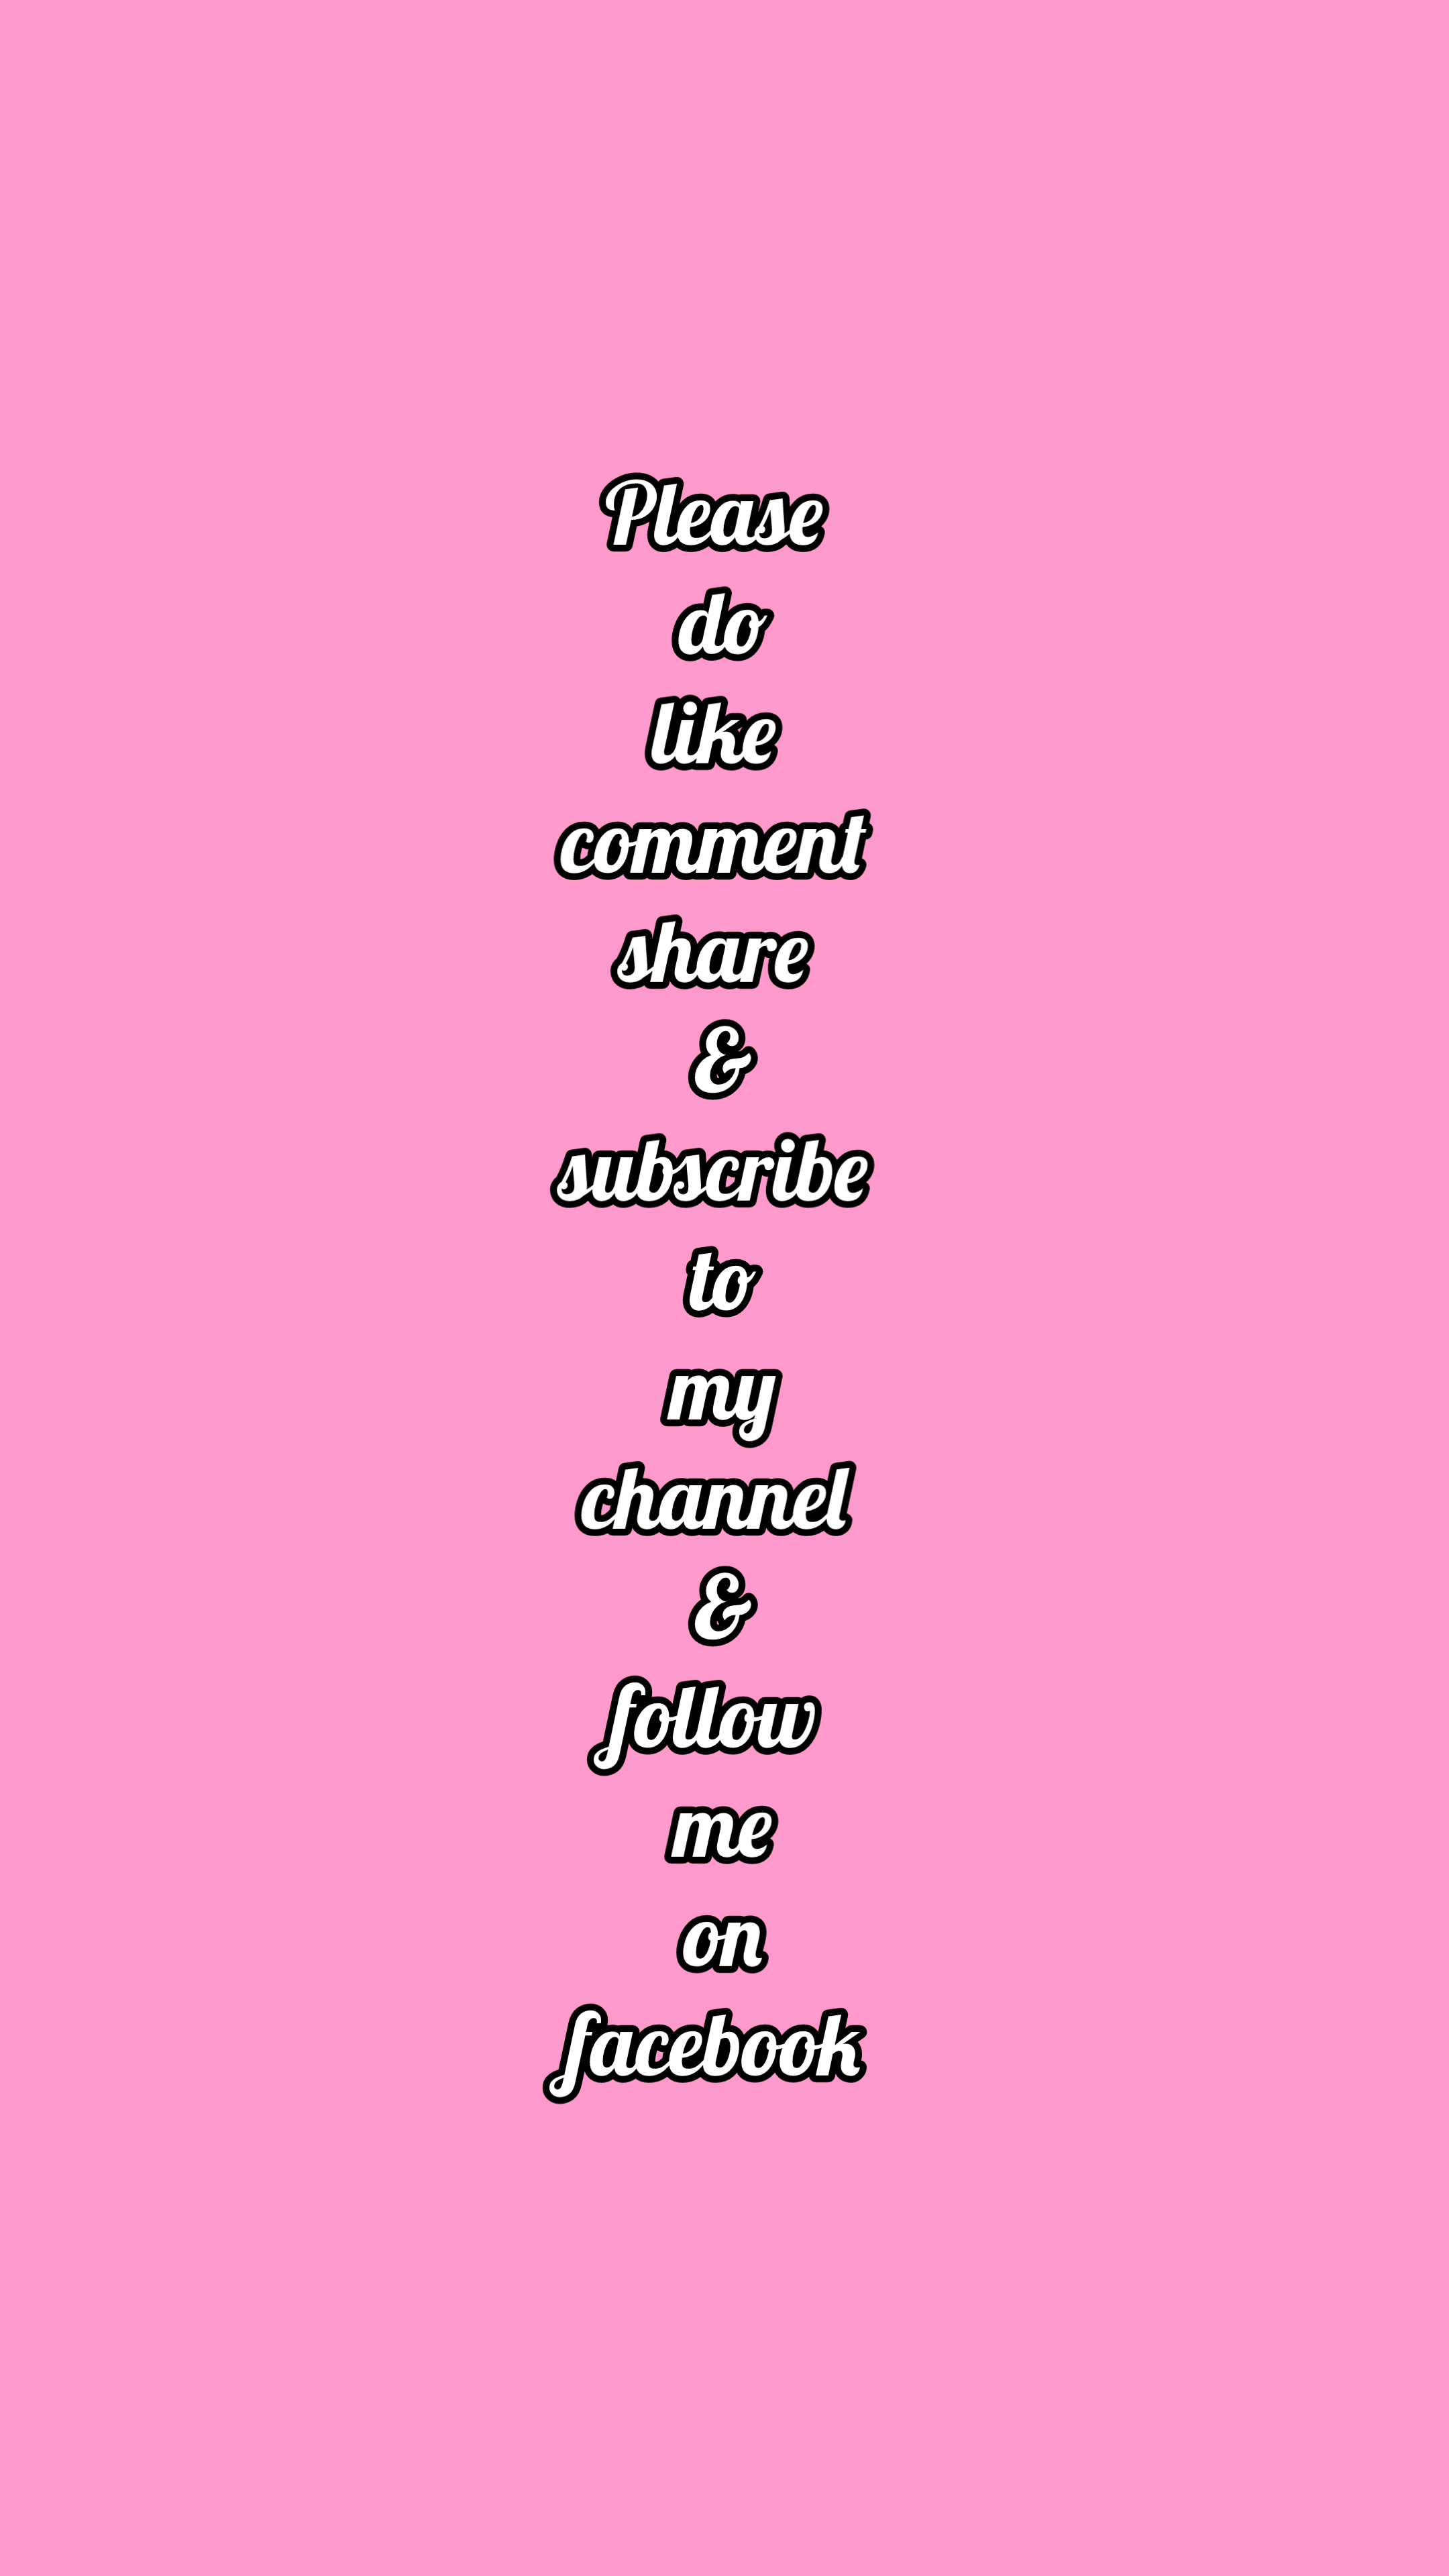 Please
do
like
comment
share
&
subscribe
to
my
channel
&
follow
me
on
facebook